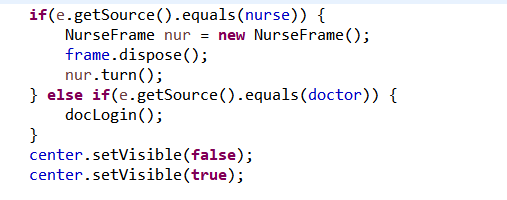 if(e.getSource().equals(nurse)) {
    NurseFrame nur = new NurseFrame();
    frame.dispose();
    nur.turn();
} else if(e.getSource().equals(doctor)) {
    docLogin();
}
center.setVisible(false);
center.setVisible(true);